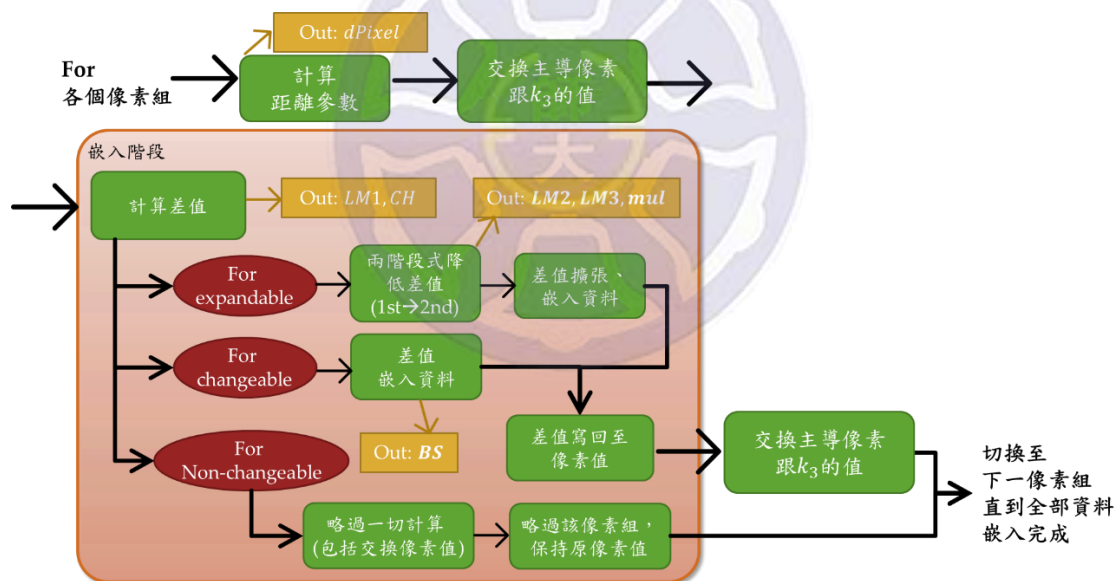 Out: dPixel
For
各個像素組
計算
距離參數
交換主導像素
跟k₃的值
嵌入階段
計算差值
Out: LM1, CH
Out: LM2, LM3, mul
For
expandable
兩階段式降
低差值
(1st→2nd)
差值擴張、
嵌入資料
For
changeable
差值
嵌入資料
Out: BS
差值寫回至
像素值
交換主導像素
跟k₃的值
For
Non-changeable
略過一切計算
(包括交換像素值)
略過該像素組，
保持原像素值
切換至
下一像素組
直到全部資料
嵌入完成
大